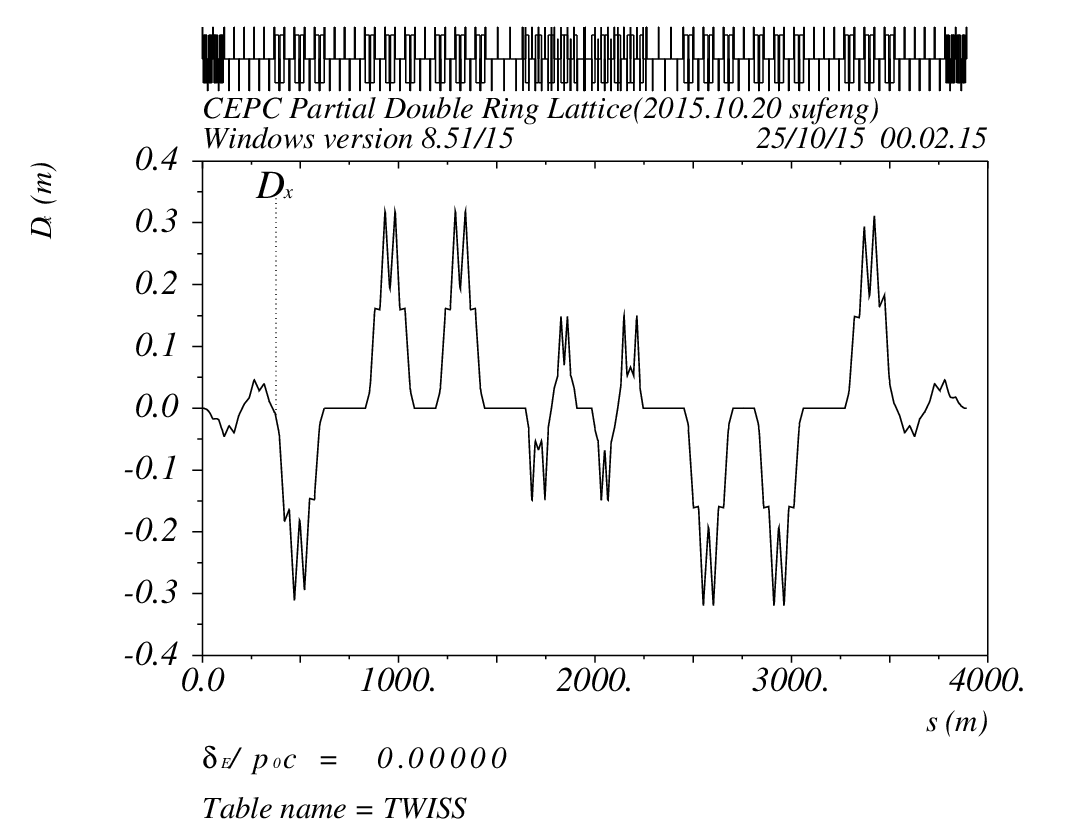 CEPC Partial Double Ring Lattice(2015.10.20 sufeng)
Windows version 8.51/15 25/10/15 00.02.15
0.4
Dx
Dx (m)
0.3
0.2
0.1
0.0
-0.1
-0.2
-0.3
-0.4
0.0 1000. 2000. 3000. 4000.
s (m)
δE/ p0c = 0.00000
Table name = TWISS